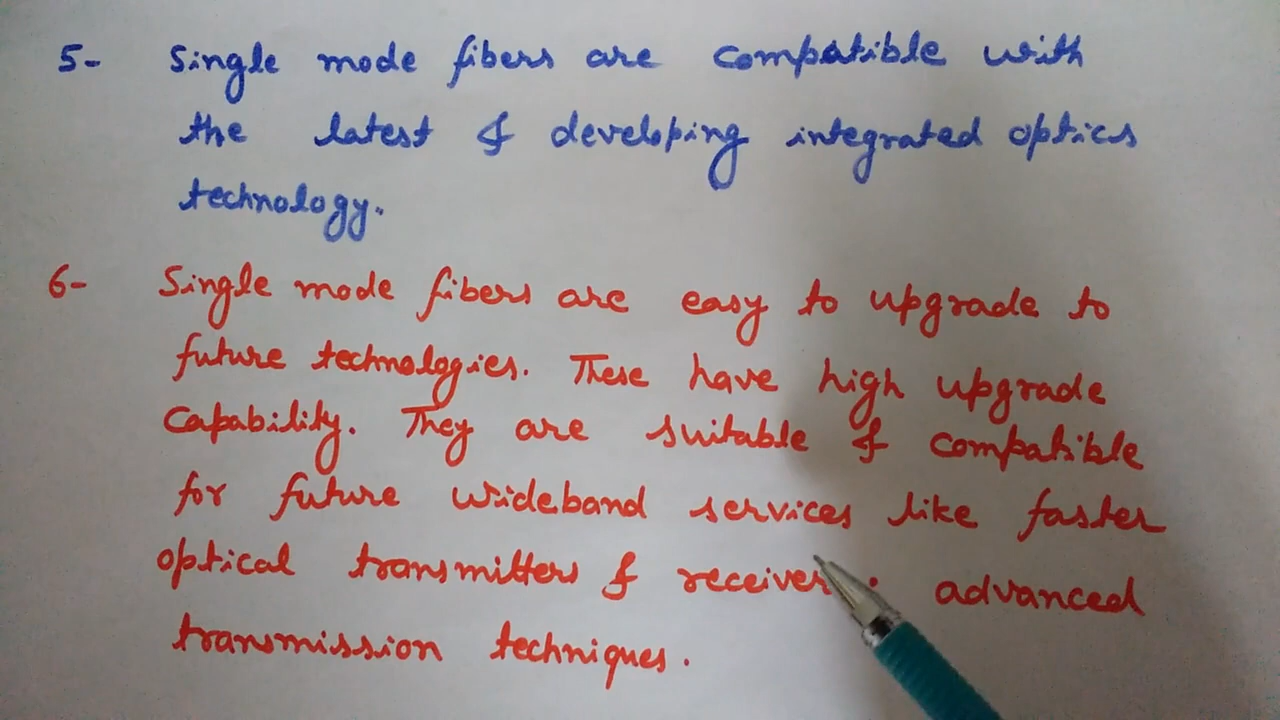 5- Single mode fibers are compatible with
the latest & developing integrated optics
technology.
6- Single mode fibers are easy to upgrade to
future technologies. These have high upgrade
capability. They are suitable & compatible
for future wideband services like faster
optical transmitters & advanced
transmission techniques.